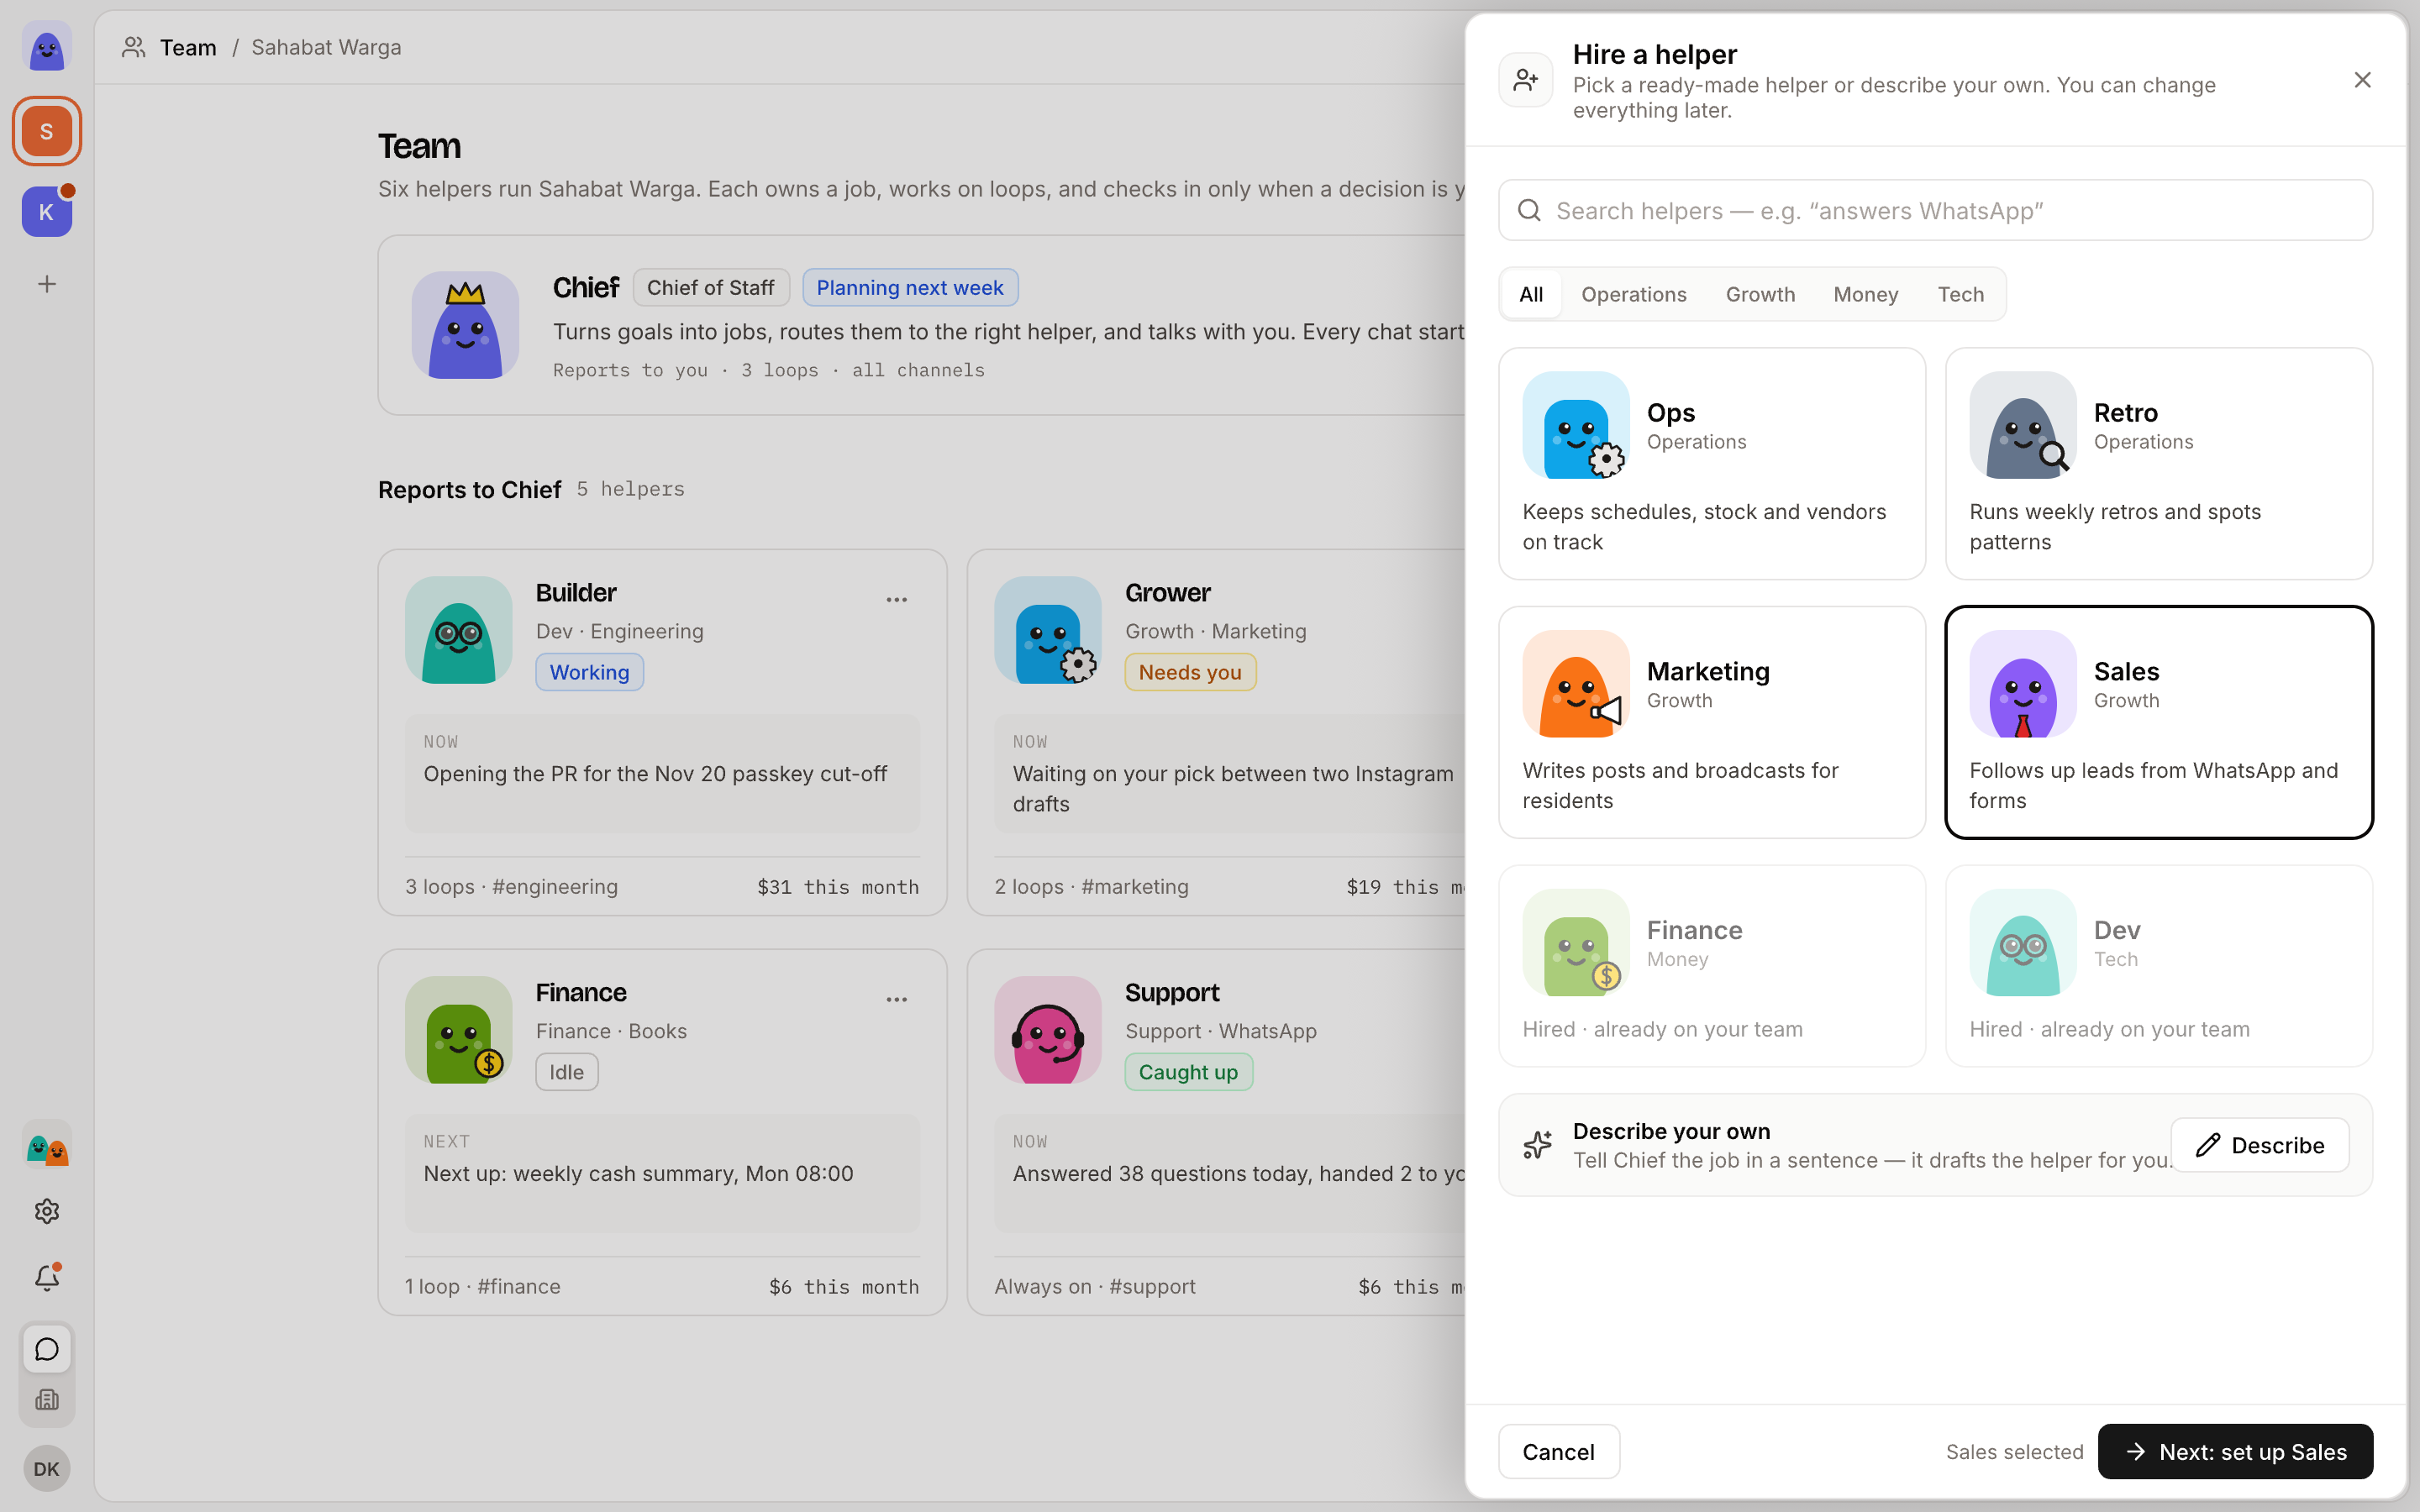 S
K
DK
Team / Sahabat Warga
Team
Six helpers run Sahabat Warga. Each owns a job, works on loops, and checks in only when a decision is y
Chief
Chief of Staff
Planning next week
Turns goals into jobs, routes them to the right helper, and talks with you. Every chat start
Reports to you · 3 loops · all channels
Reports to Chief 5 helpers
Builder
Dev · Engineering
Working
NOW
Opening the PR for the Nov 20 passkey cut-off
3 loops · #engineering
$31 this month
Grower
Growth · Marketing
Needs you
NOW
Waiting on your pick between two Instagram
drafts
2 loops · #marketing
$19 this m
Finance
Finance · Books
Idle
NEXT
Next up: weekly cash summary, Mon 08:00
1 loop · #finance
$6 this month
Support
Support · WhatsApp
Caught up
NOW
Answered 38 questions today, handed 2 to yo
Always on · #support
$6 this m
Hire a helper
Pick a ready-made helper or describe your own. You can change
everything later.
Search helpers — e.g. “answers WhatsApp”
All
Operations
Growth
Money
Tech
Ops
Operations
Keeps schedules, stock and vendors
on track
Retro
Operations
Runs weekly retros and spots
patterns
Marketing
Growth
Writes posts and broadcasts for
residents
Sales
Growth
Follows up leads from WhatsApp and
forms
Finance
Money
Hired · already on your team
Dev
Tech
Hired · already on your team
Describe your own
Tell Chief the job in a sentence — it drafts the helper for you.
Describe
Cancel
Sales selected
Next: set up Sales